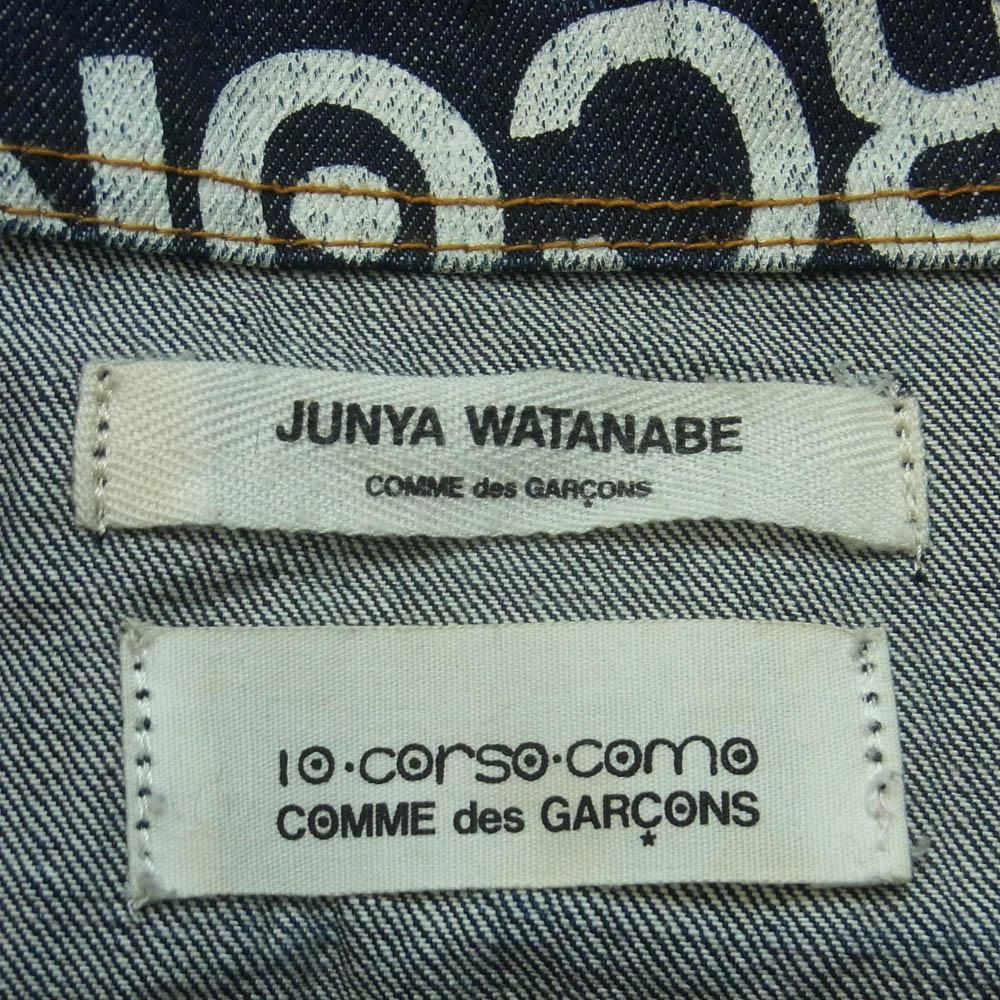 JUNYA WATANABE
COMME des GARÇONS
10·corso·como
COMME des GARÇONS